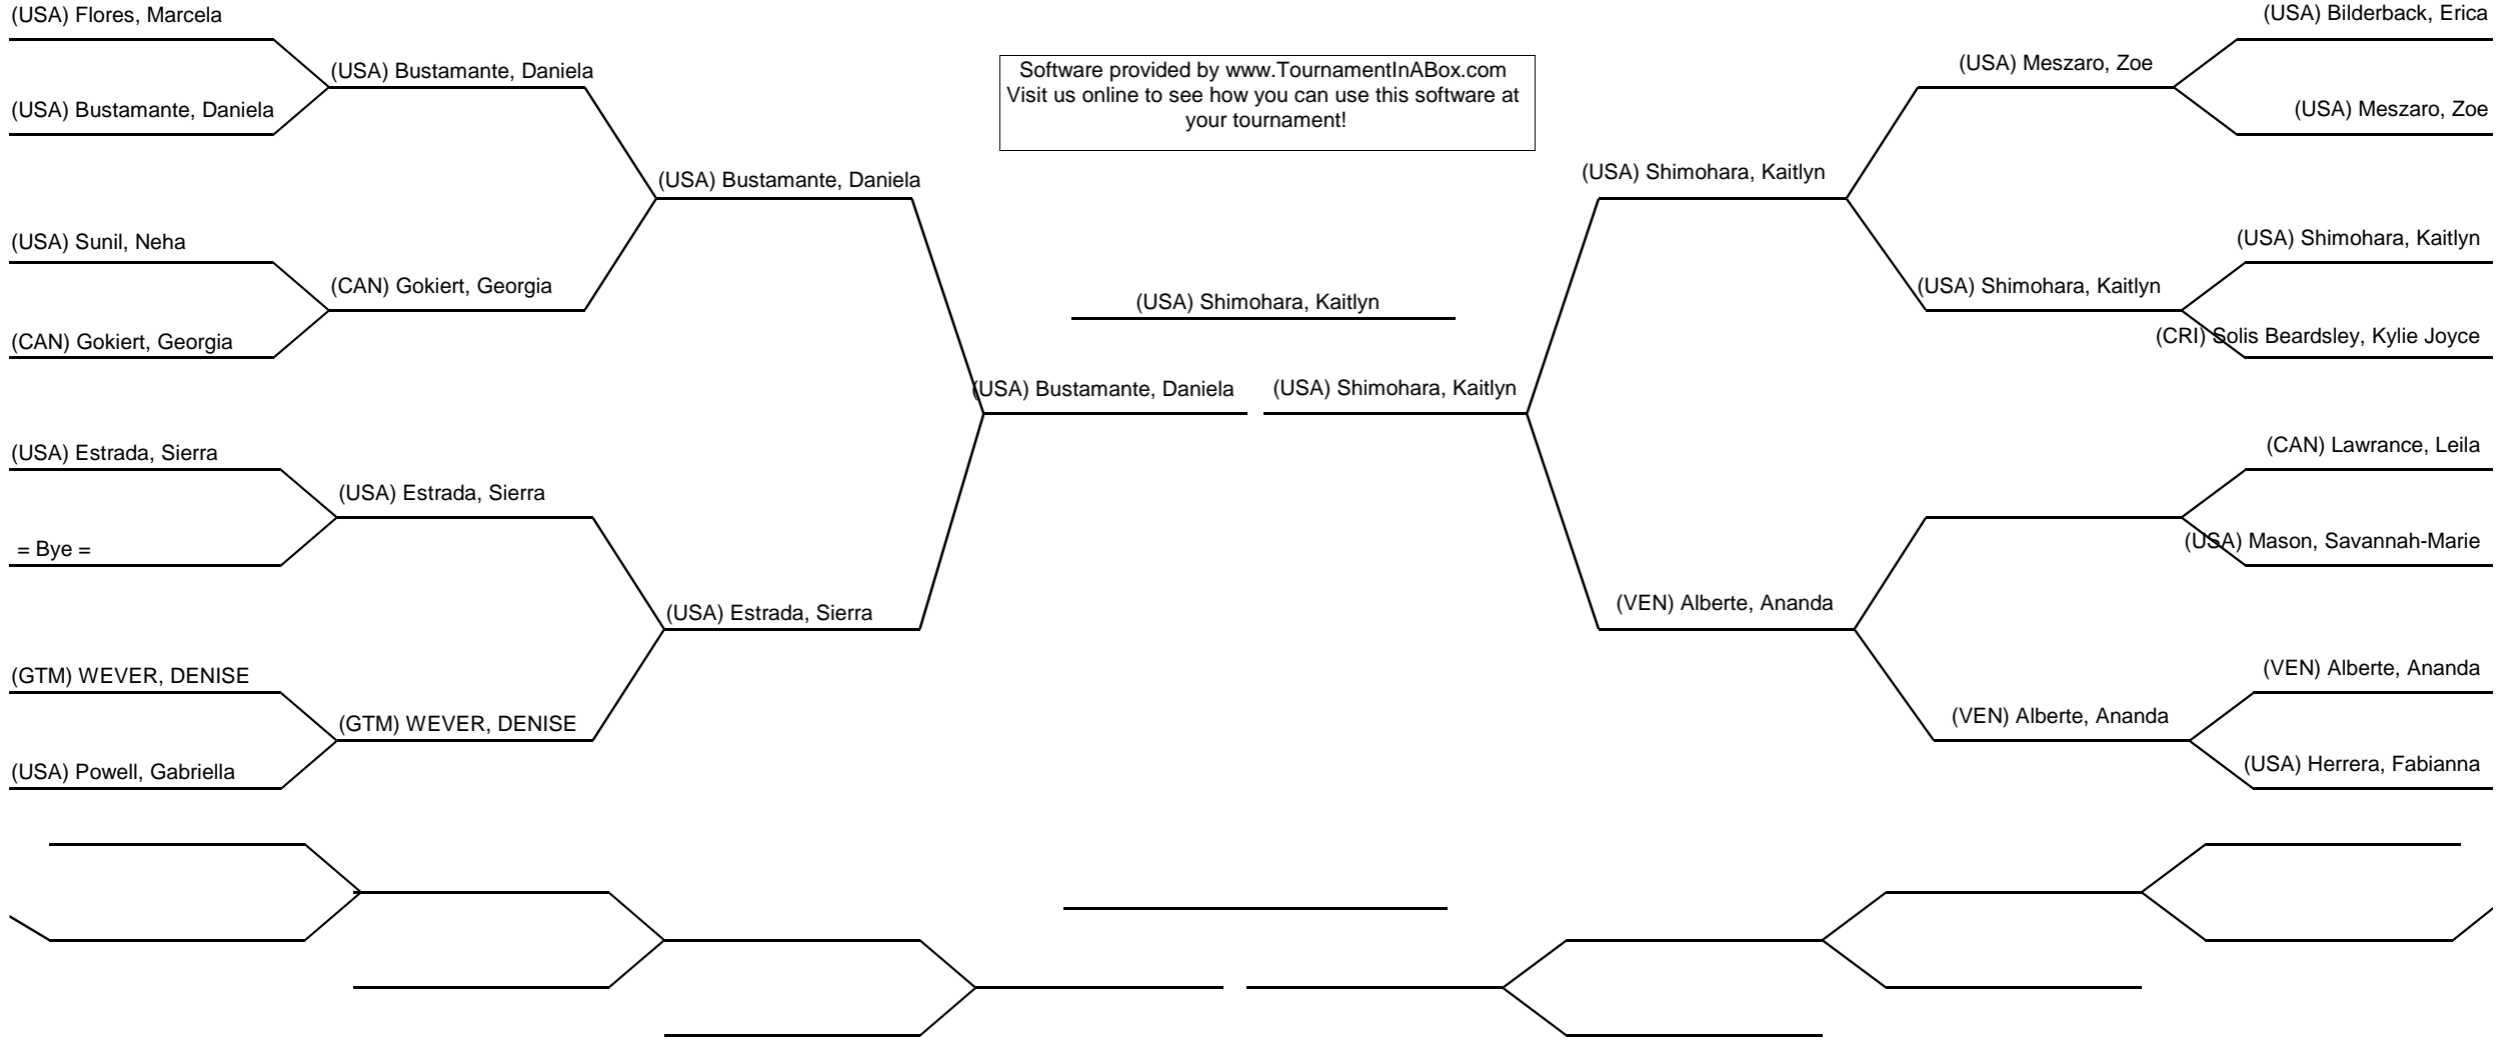 (USA) Flores, Marcela
(USA) Bustamante, Daniela
(USA) Bustamante, Daniela
(USA) Bustamante, Daniela
(USA) Sunil, Neha
(CAN) Gokiert, Georgia
(CAN) Gokiert, Georgia
(USA) Estrada, Sierra
(USA) Estrada, Sierra
= Bye =
(USA) Estrada, Sierra
(GTM) WEVER, DENISE
(GTM) WEVER, DENISE
(USA) Powell, Gabriella
Software provided by www.TournamentInABox.com
Visit us online to see how you can use this software at
your tournament!
(USA) Shimohara, Kaitlyn
(USA) Bustamante, Daniela
(USA) Shimohara, Kaitlyn
(USA) Bilderback, Erica
(USA) Meszaro, Zoe
(USA) Meszaro, Zoe
(USA) Shimohara, Kaitlyn
(USA) Shimohara, Kaitlyn
(USA) Shimohara, Kaitlyn
(CRI) Solis Beardsley, Kylie Joyce
(CAN) Lawrance, Leila
(USA) Mason, Savannah-Marie
(VEN) Alberte, Ananda
(VEN) Alberte, Ananda
(VEN) Alberte, Ananda
(USA) Herrera, Fabianna